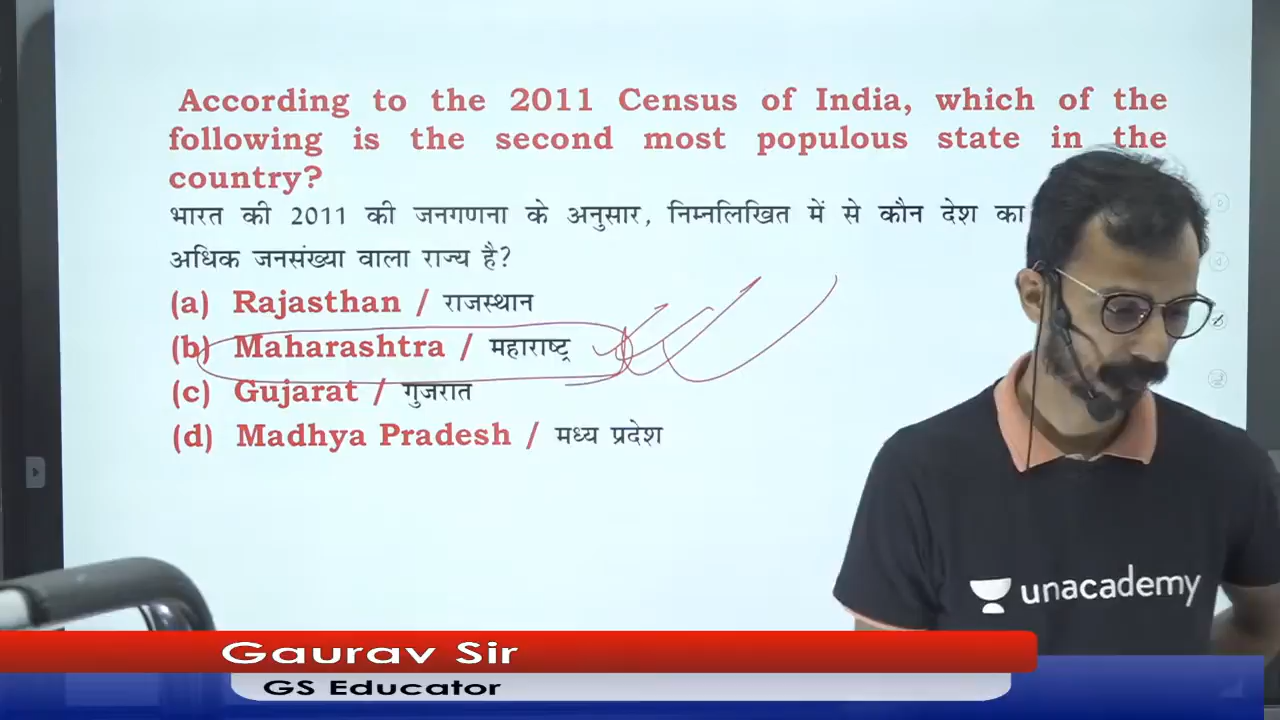 According to the 2011 Census of India, which of the
following is the second most populous state in the
country?
भारत की 2011 की जनगणना के अनुसार, निम्नलिखित में से कौन देश का
अधिक जनसंख्या वाला राज्य है?
(a) Rajasthan / राजस्थान
(b) Maharashtra / महाराष्ट्र
(c) Gujarat / गुजरात
(d) Madhya Pradesh / मध्य प्रदेश
unacademy
Gaurav Sir
GS Educator